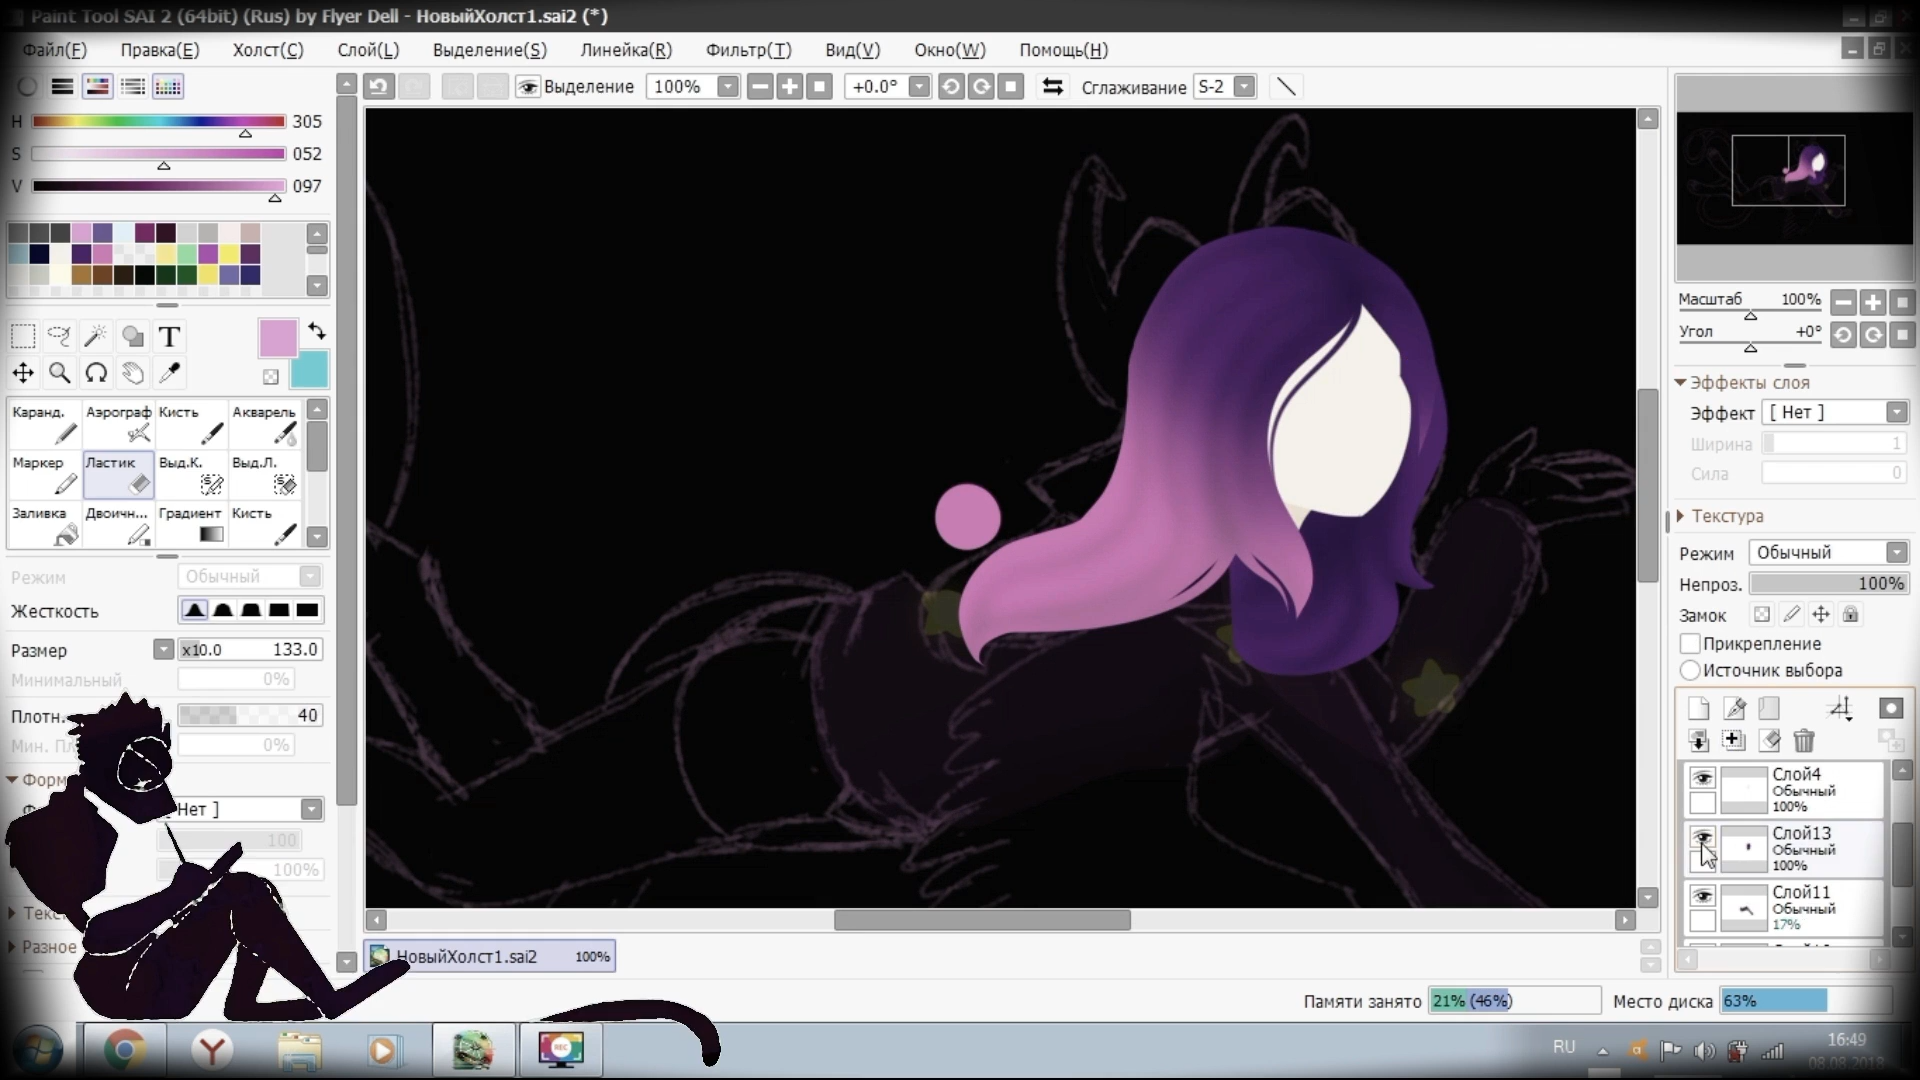 Paint Tool SAI 2 (64bit) (Rus) by Flyer Dell - НовыйХолст1.sai2 (*)
Файл(F) Правка(E) Холст(C) Слой(L) Выделение(S) Линейка(R) Фильтр(T) Вид(V) Окно(W) Помощь(H)
Выделение 100% +0.0° Сглаживание S-2
H 305
S 052
V 097
T
Каранд. Аэрограф Кисть Акварель
Маркер Ластик Выд.К. Выд.Л.
Заливка Двоичн... Градиент Кисть
Режим Обычный
Жесткость
Размер x10.0 133.0
Минимальный 0%
Плотн. 40
Мин. 0%
Нет ]
100
100%
Разное
НовыйХолст1.sai2 100%
Масштаб 100%
Угол +0°
Эффекты слоя
Эффект [ Нет ]
Ширина 1
Сила 0
Текстура
Режим Обычный
Непроз. 100%
Замок
Прикрепление
Источник выбора
Слой4
Обычный
100%
Слой13
Обычный
100%
Слой11
Обычный
17%
Памяти занято 21% (46%) Место диска 63%
REC
RU 16:49
08.08.2018